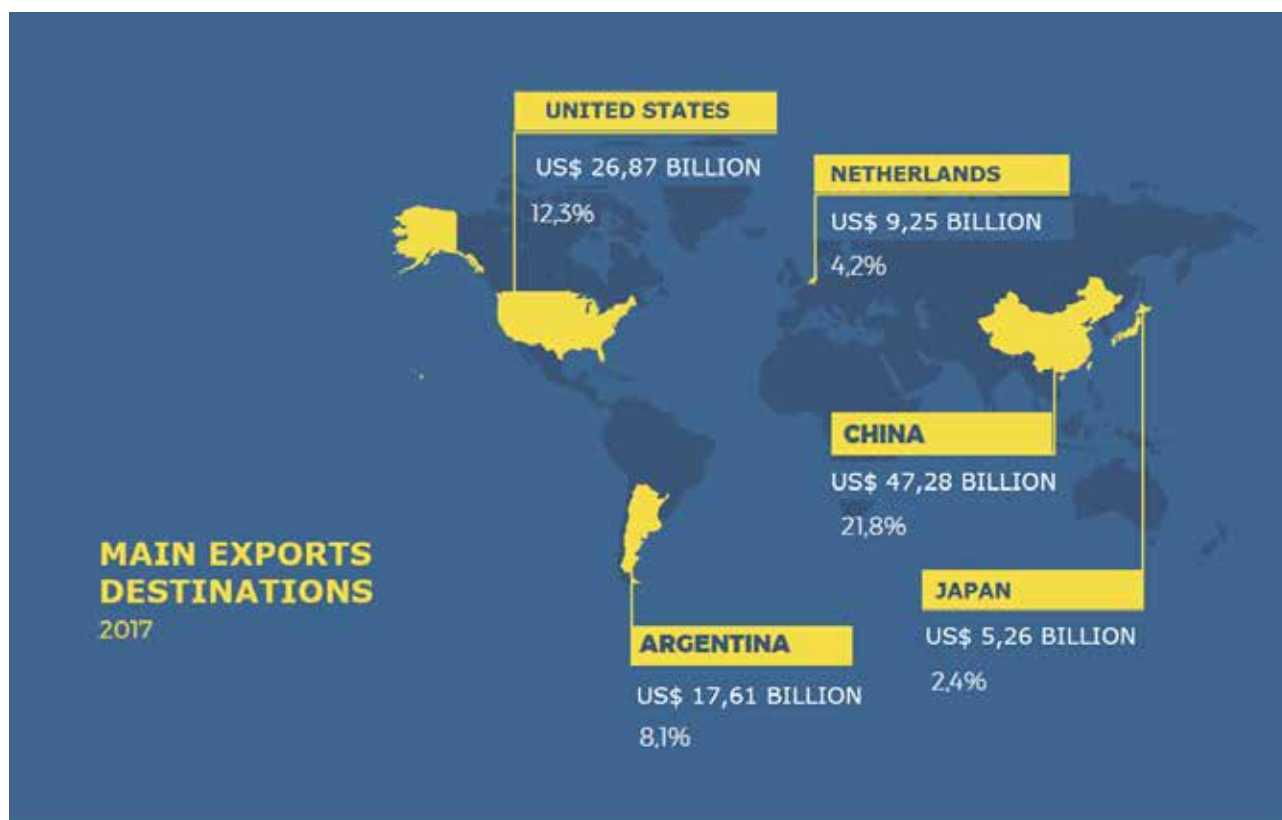 UNITED STATES
US$ 26,87 BILLION
12,3%
NETHERLANDS
US$ 9,25 BILLION
4,2%
CHINA
US$ 47,28 BILLION
21,8%
MAIN EXPORTS
DESTINATIONS
2017
JAPAN
US$ 5,26 BILLION
2,4%
ARGENTINA
US$ 17,61 BILLION
8,1%